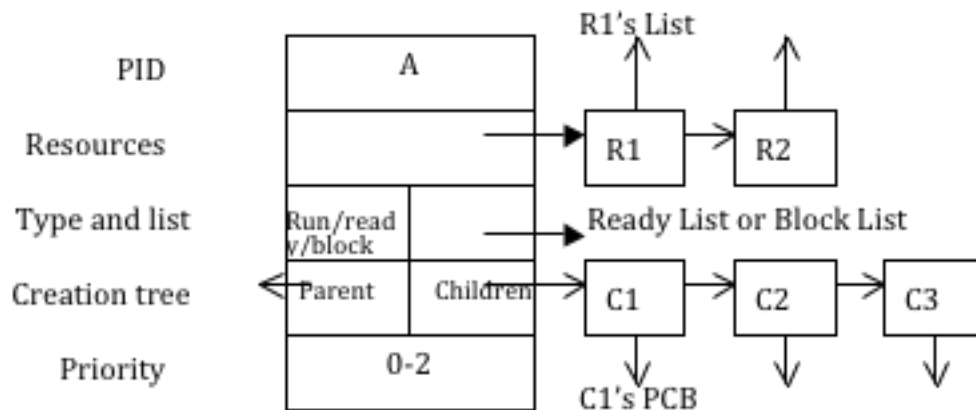 R1's List
PID
A
Resources
R1
R2
Type and list
Run/read
y/block
Ready List or Block List
Creation tree
Parent
Children
C1
C2
C3
Priority
0-2
C1's PCB